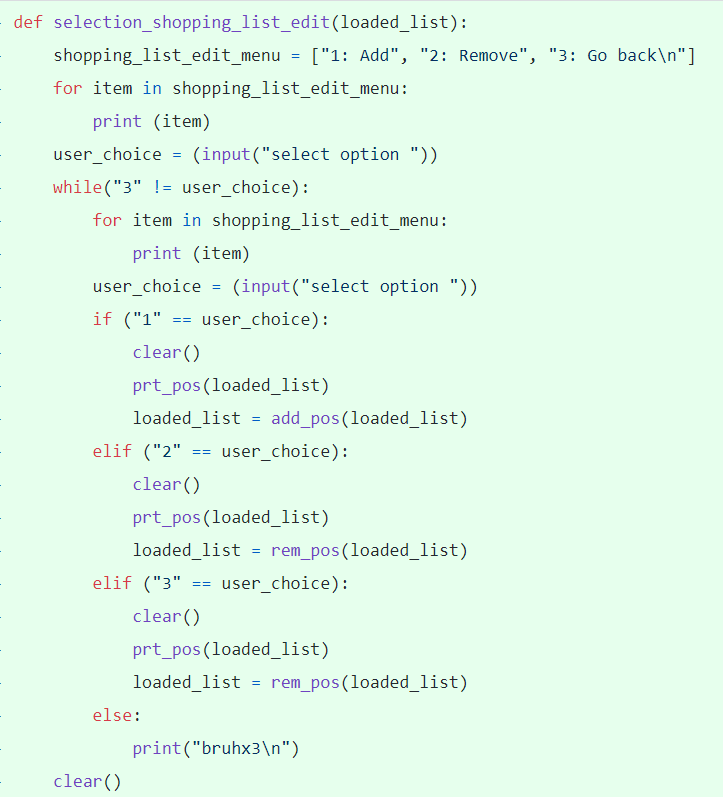 def selection_shopping_list_edit(loaded_list):
    shopping_list_edit_menu = ["1: Add", "2: Remove", "3: Go back\n"]
    for item in shopping_list_edit_menu:
        print (item)
    user_choice = (input("select option "))
    while("3" != user_choice):
        for item in shopping_list_edit_menu:
            print (item)
        user_choice = (input("select option "))
        if ("1" == user_choice):
            clear()
            prt_pos(loaded_list)
            loaded_list = add_pos(loaded_list)
        elif ("2" == user_choice):
            clear()
            prt_pos(loaded_list)
            loaded_list = rem_pos(loaded_list)
        elif ("3" == user_choice):
            clear()
            prt_pos(loaded_list)
            loaded_list = rem_pos(loaded_list)
        else:
            print("bruhx3\n")
    clear()